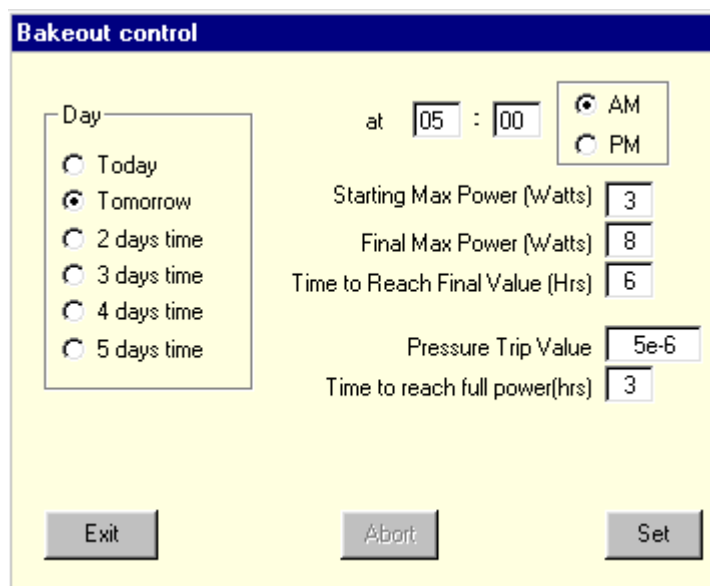 Bakeout control
Day
Today
Tomorrow
2 days time
3 days time
4 days time
5 days time
at 05 : 00
AM
PM
Starting Max Power (Watts) 3
Final Max Power (Watts) 8
Time to Reach Final Value (Hrs) 6
Pressure Trip Value 5e-6
Time to reach full power(hrs) 3
Exit Abort Set